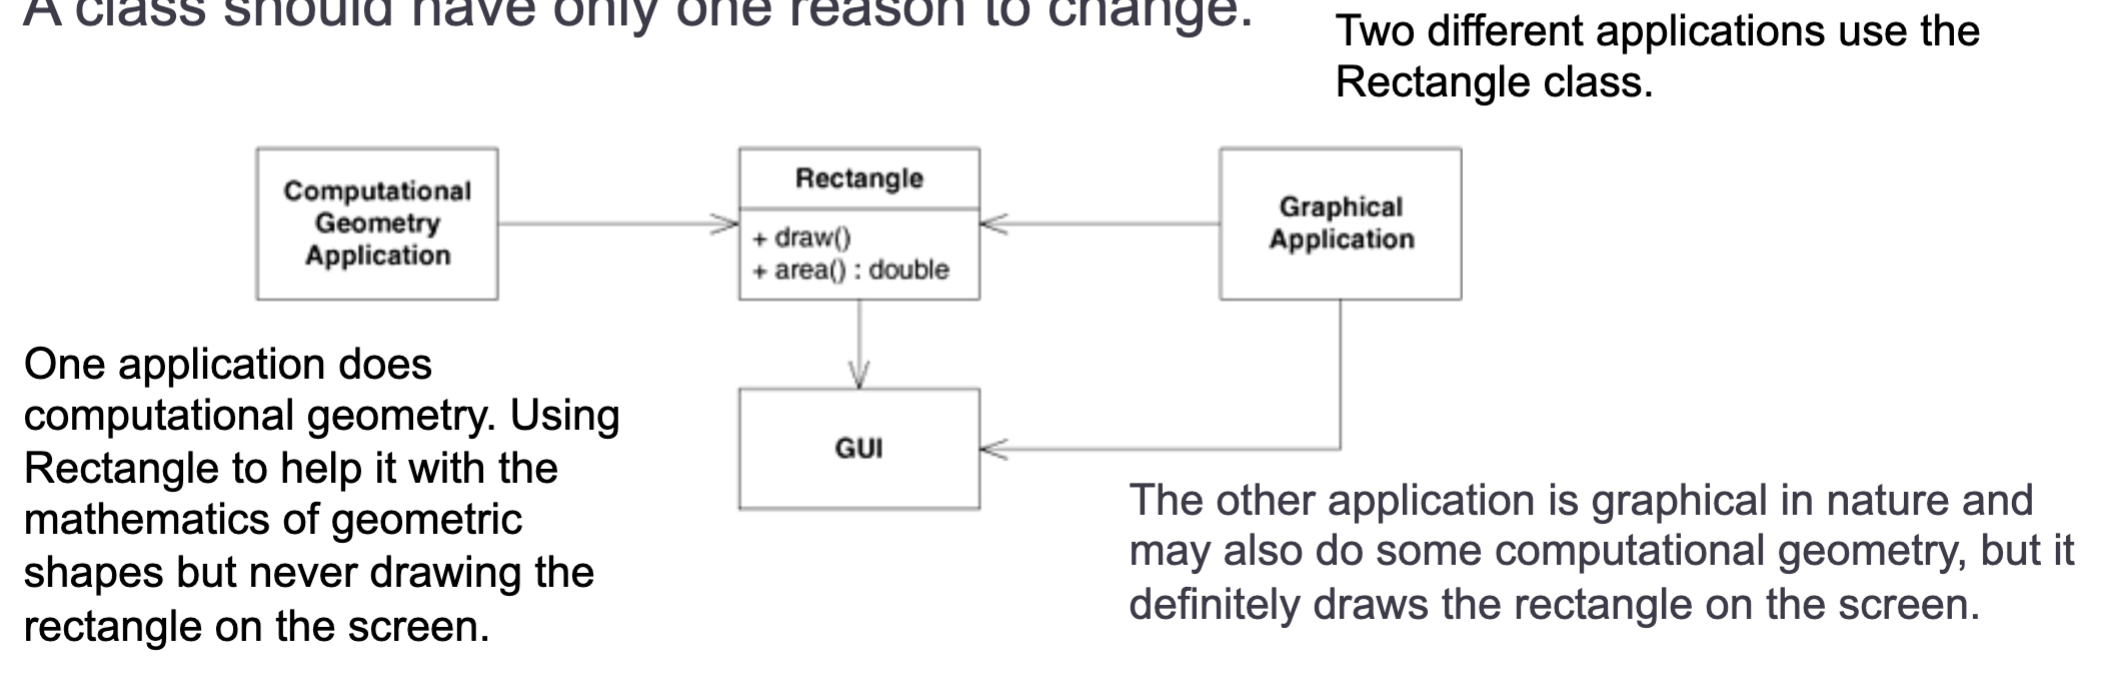 A class should have only one reason to change.
Two different applications use the
Rectangle class.
Computational
Geometry
Application
Rectangle
+ draw()
+ area() : double
Graphical
Application
GUI
One application does
computational geometry. Using
Rectangle to help it with the
mathematics of geometric
shapes but never drawing the
rectangle on the screen.
The other application is graphical in nature and
may also do some computational geometry, but it
definitely draws the rectangle on the screen.